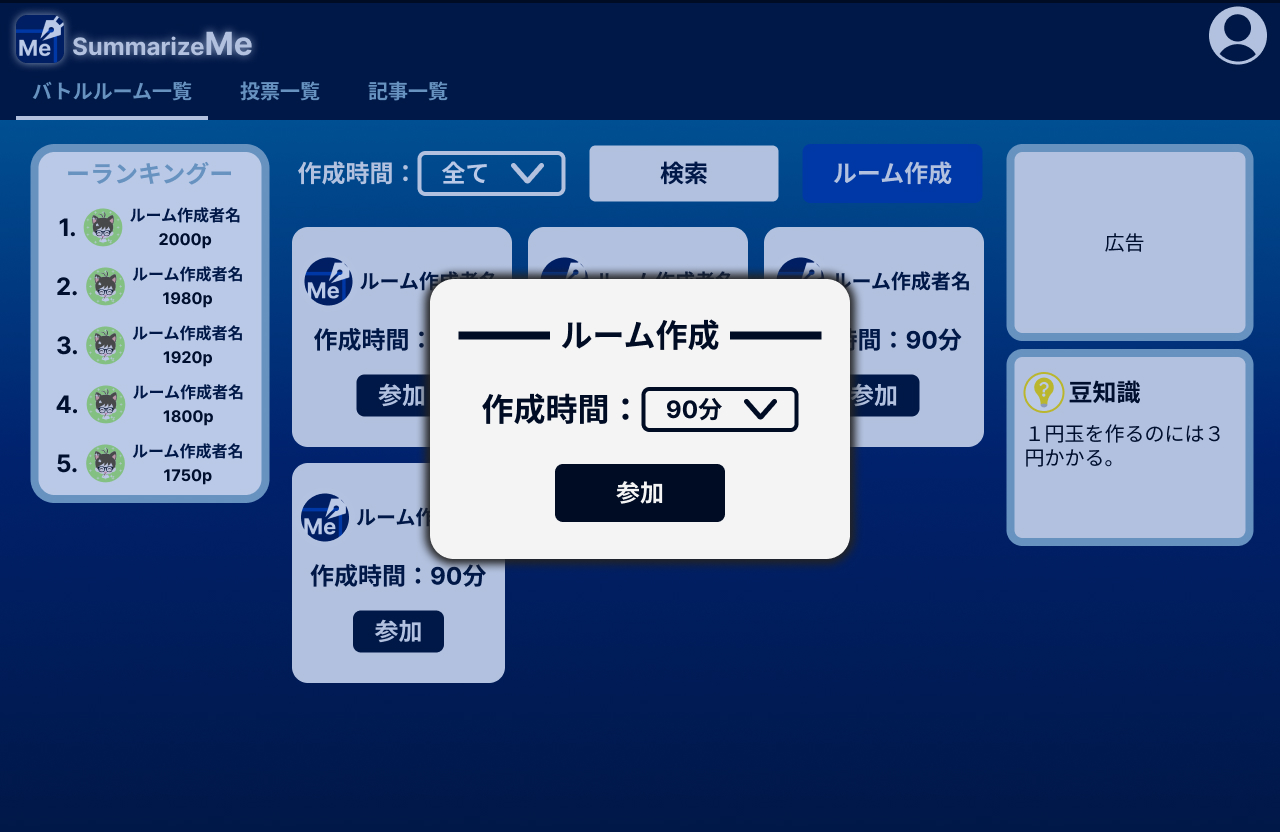 Me
SummarizeMe
バトルルーム一覧
投票一覧
記事一覧
ーランキングー
1.
ルーム作成者名
2000p
2.
ルーム作成者名
1980p
3.
ルーム作成者名
1920p
4.
ルーム作成者名
1800p
5.
ルーム作成者名
1750p
作成時間：
全て
検索
ルーム作成
Me
ルーム作成者名
作成時間：
参加
ルーム作成者名
ルーム作成者名
時間：90分
参加
Me
ルーム作
作成時間：90分
参加
ルーム作成
作成時間：
90分
参加
広告
豆知識
１円玉を作るのには３
円かかる。